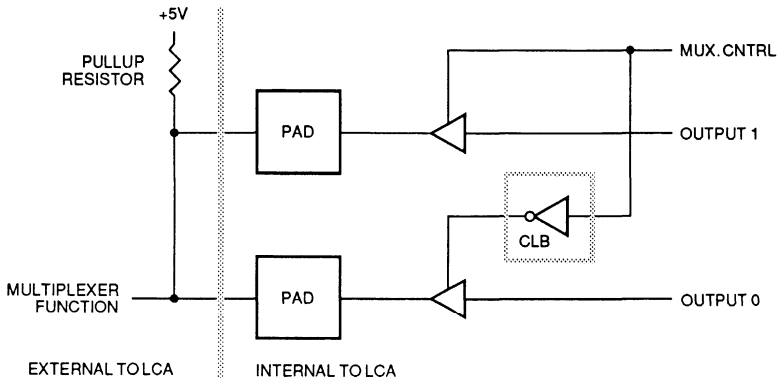 +5V
PULLUP
RESISTOR
MUX. CNTRL
PAD
OUTPUT 1
CLB
PAD
MULTIPLEXER
FUNCTION
OUTPUT 0
EXTERNAL TO LCA
INTERNAL TO LCA